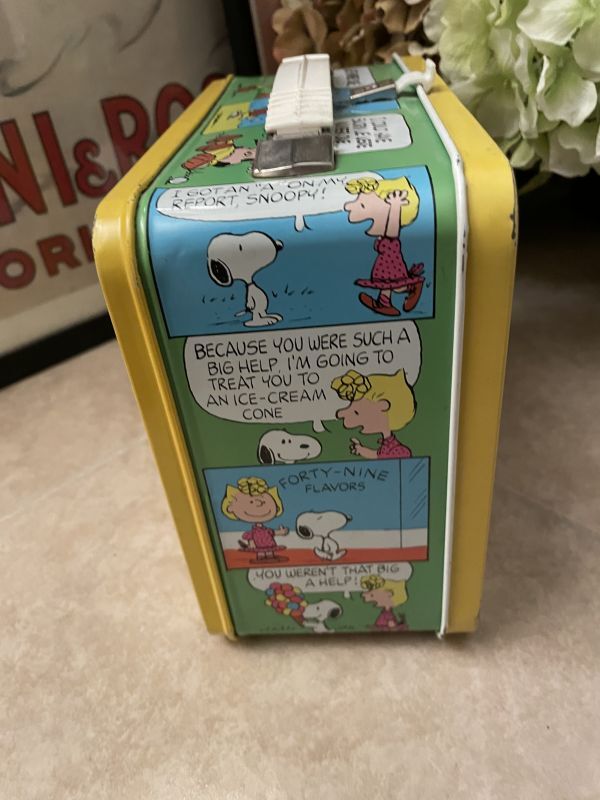 NI&RO
ORL
I GOT AN "A" ON MY
REPORT, SNOOPY!
BECAUSE YOU WERE SUCH A
BIG HELP, I'M GOING TO
TREAT YOU TO
AN ICE-CREAM
CONE
FORTY-NINE
FLAVORS
YOU WEREN'T THAT BIG
A HELP!